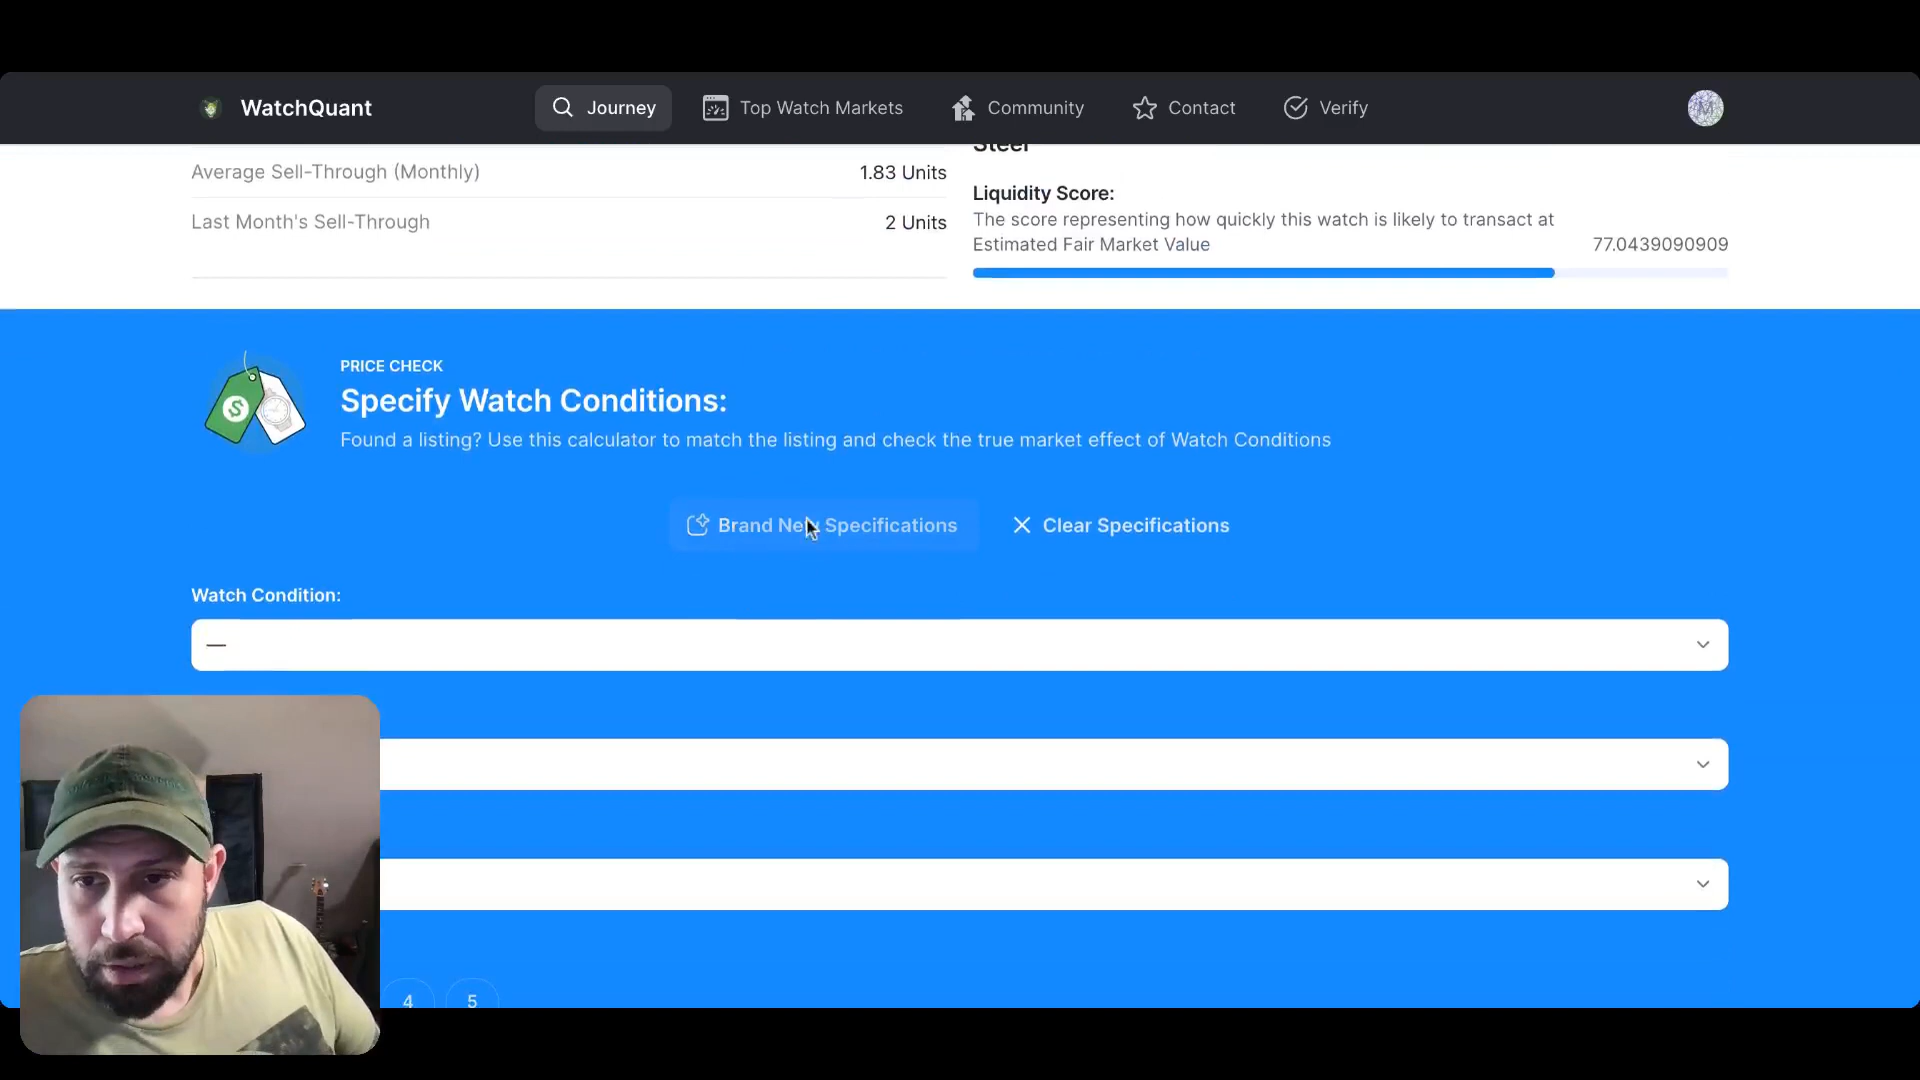 WatchQuant
Journey
Top Watch Markets
Community
Contact
Verify
Average Sell-Through (Monthly)
1.83 Units
Last Month's Sell-Through
2 Units
Steel
Liquidity Score:
The score representing how quickly this watch is likely to transact at
Estimated Fair Market Value
77.0439090909
PRICE CHECK
Specify Watch Conditions:
Found a listing? Use this calculator to match the listing and check the true market effect of Watch Conditions
Brand New Specifications
Clear Specifications
Watch Condition:
—
4
5